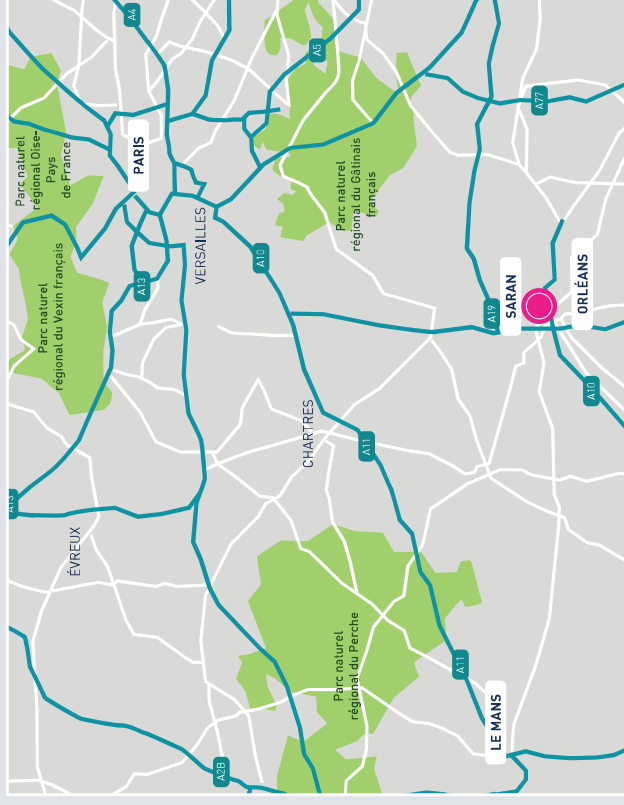 A13
Parc naturel
régional Oise-
Pays
de France
Parc naturel
régional du Vexin français
ÉVREUX
A4
PARIS
A13
VERSAILLES
A28
A10
CHARTRES
A5
Parc naturel
régional du Perche
Parc naturel
régional du Gâtinais
français
A11
A11
A19
LE MANS
SARAN
A77
ORLÉANS
A10